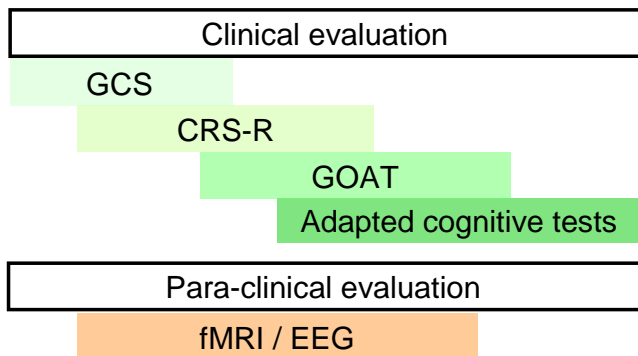 Clinical evaluation
GCS
CRS-R
GOAT
Adapted cognitive tests
Para-clinical evaluation
fMRI / EEG